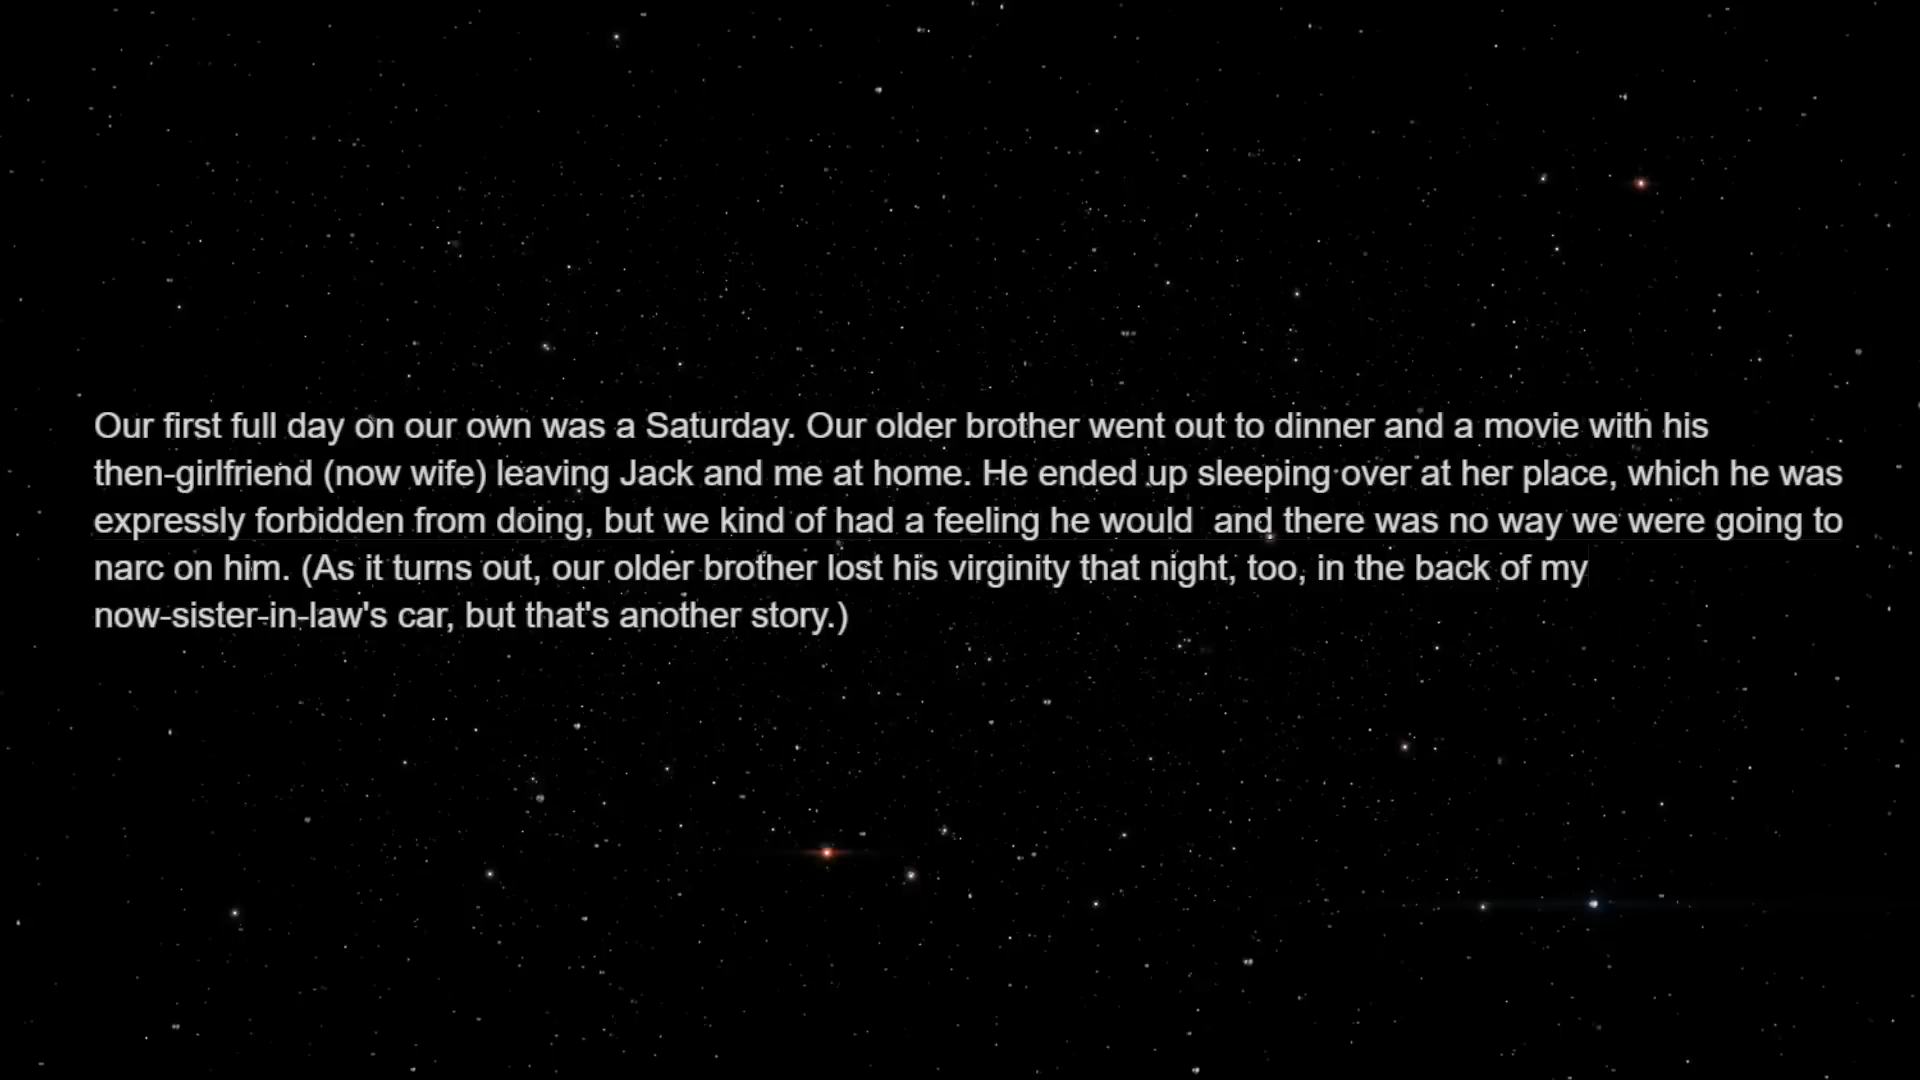 Our first full day on our own was a Saturday. Our older brother went out to dinner and a movie with his
then-girlfriend (now wife) leaving Jack and me at home. He ended up sleeping over at her place, which he was
expressly forbidden from doing, but we kind of had a feeling he would  and there was no way we were going to
narc on him. (As it turns out, our older brother lost his virginity that night, too, in the back of my
now-sister-in-law's car, but that's another story.)